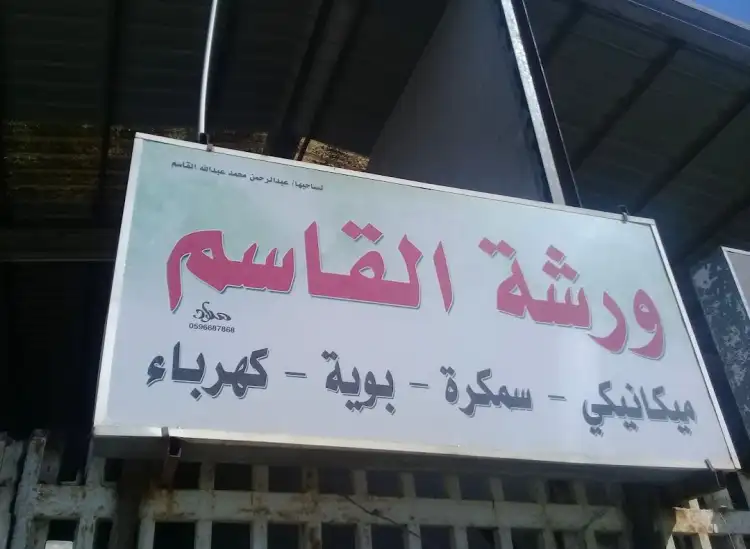 لصاحبها/ عبدالرحمن محمد عبدالله القاسم
ورشة القاسم
0596687868
ميكانيكي - سمكرة - بوية - كهرباء